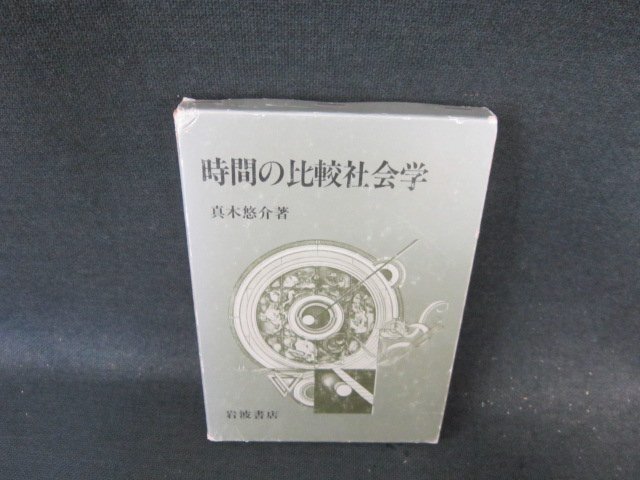 時間の比較社会学
真木悠介著
岩波書店